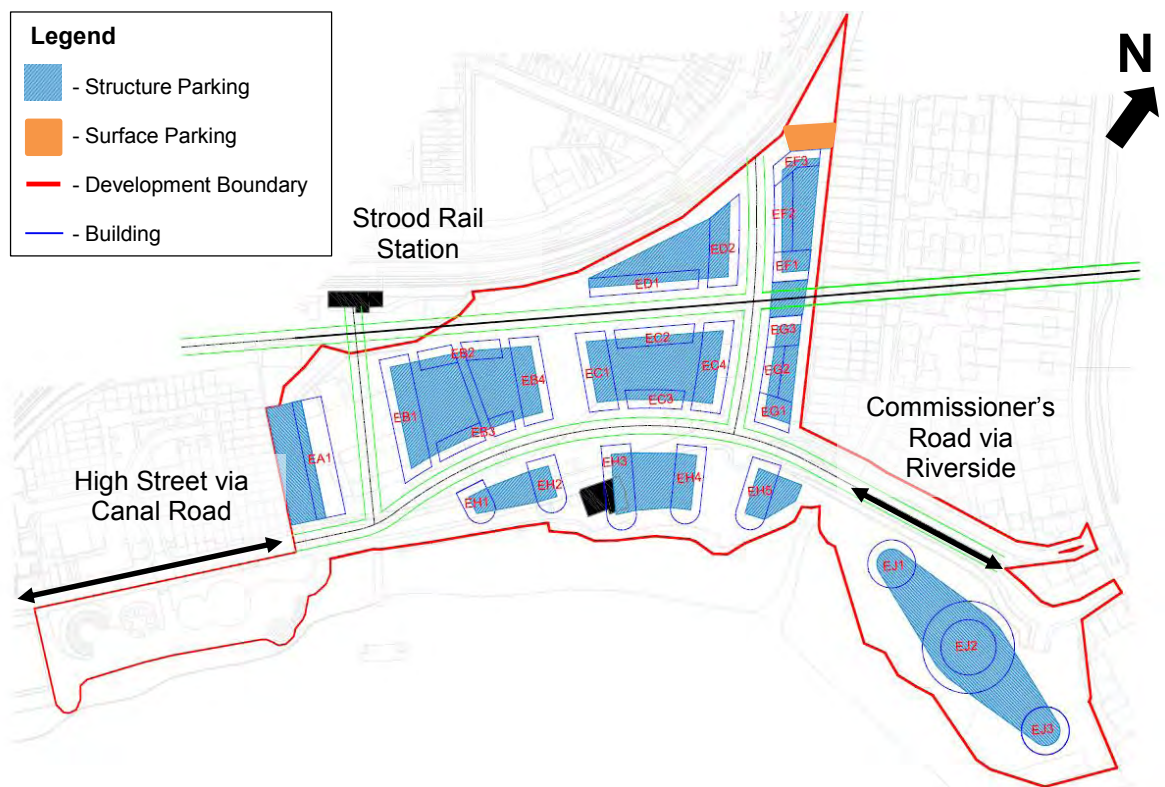 Legend
- Structure Parking
- Surface Parking
- Development Boundary
- Building
N
Strood Rail
Station
EF3
EF2
ED2
EF1
ED1
EG3
EC2
EB2
EC1
EC4
EB4
EG2
EC3
EB1
EG1
EB3
Commissioner's
Road via
Riverside
EA1
EH3
High Street via
Canal Road
EH4
EH2
EH5
EH1
EJ1
EJ2
EJ3